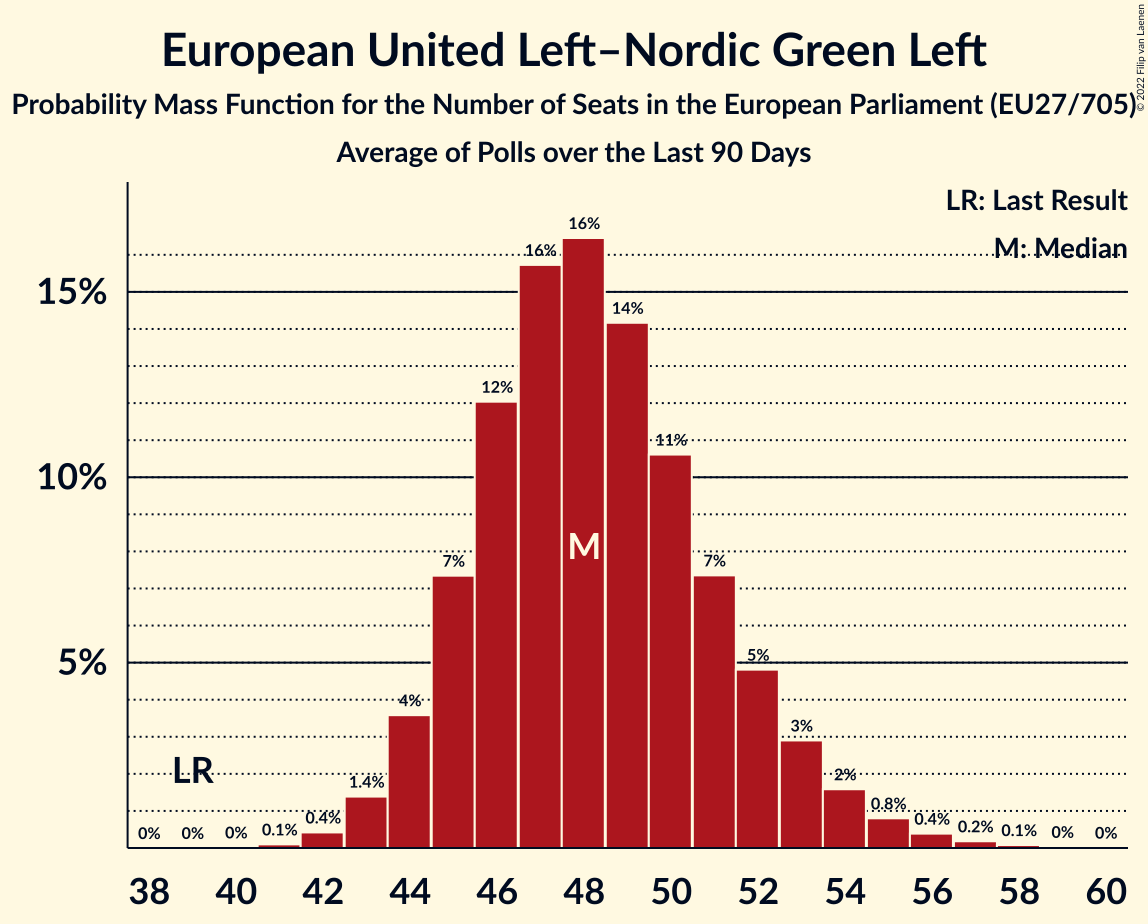 European United Left–Nordic Green Left
Probability Mass Function for the Number of Seats in the European Parliament (EU27/705)
Average of Polls over the Last 90 Days
© 2022 Filip van Laenen
LR: Last Result
M: Median
15%
10%
5%
0%
0%
0%
0.1%
0.4%
1.4%
4%
7%
12%
16%
16%
14%
11%
7%
5%
3%
2%
0.8%
0.4%
0.2%
0.1%
0%
0%
LR
M
38 40 42 44 46 48 50 52 54 56 58 60